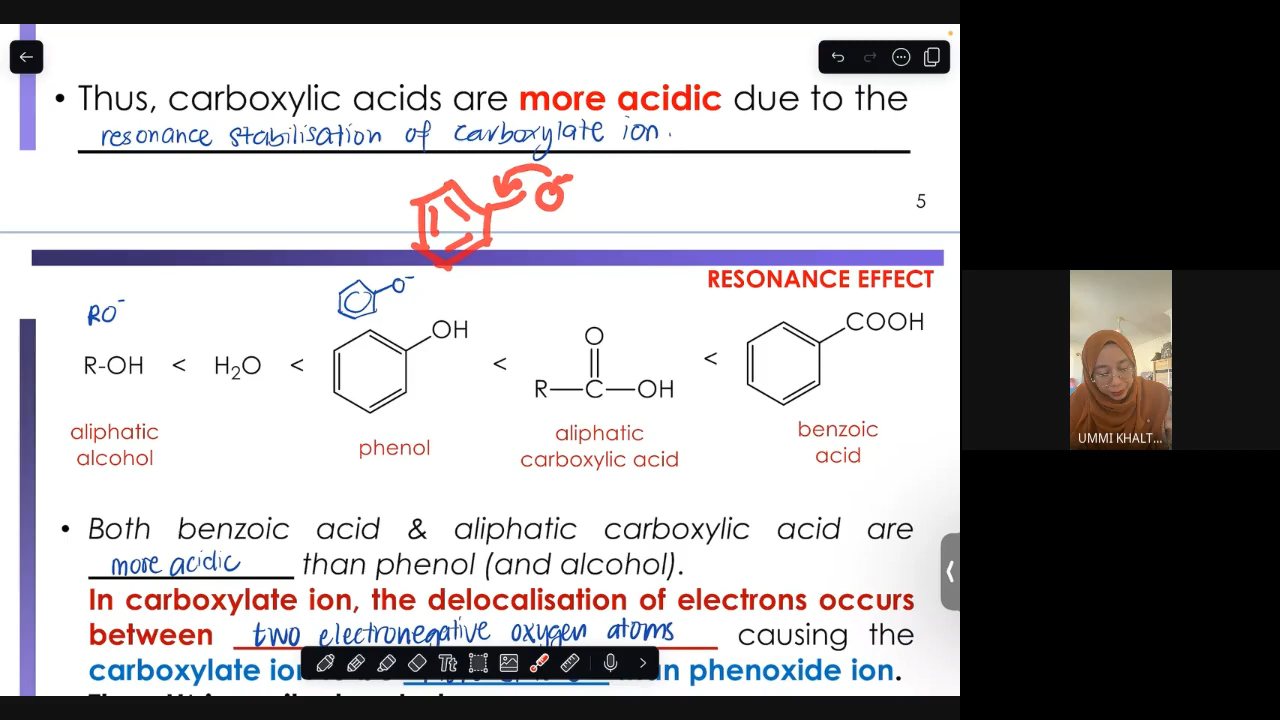 • Thus, carboxylic acids are more acidic due to the
resonance stabilisation of carboxylate ion.
O⁻
5
RESONANCE EFFECT
RO⁻
O⁻
R-OH < H₂O < OH < O R—C—OH < COOH
aliphatic alcohol
phenol
aliphatic carboxylic acid
benzoic acid
• Both benzoic acid & aliphatic carboxylic acid are
more acidic than phenol (and alcohol).
In carboxylate ion, the delocalisation of electrons occurs
between two electronegative oxygen atoms causing the
Tt
carboxylate than phenoxide ion.
UMMI KHALT...